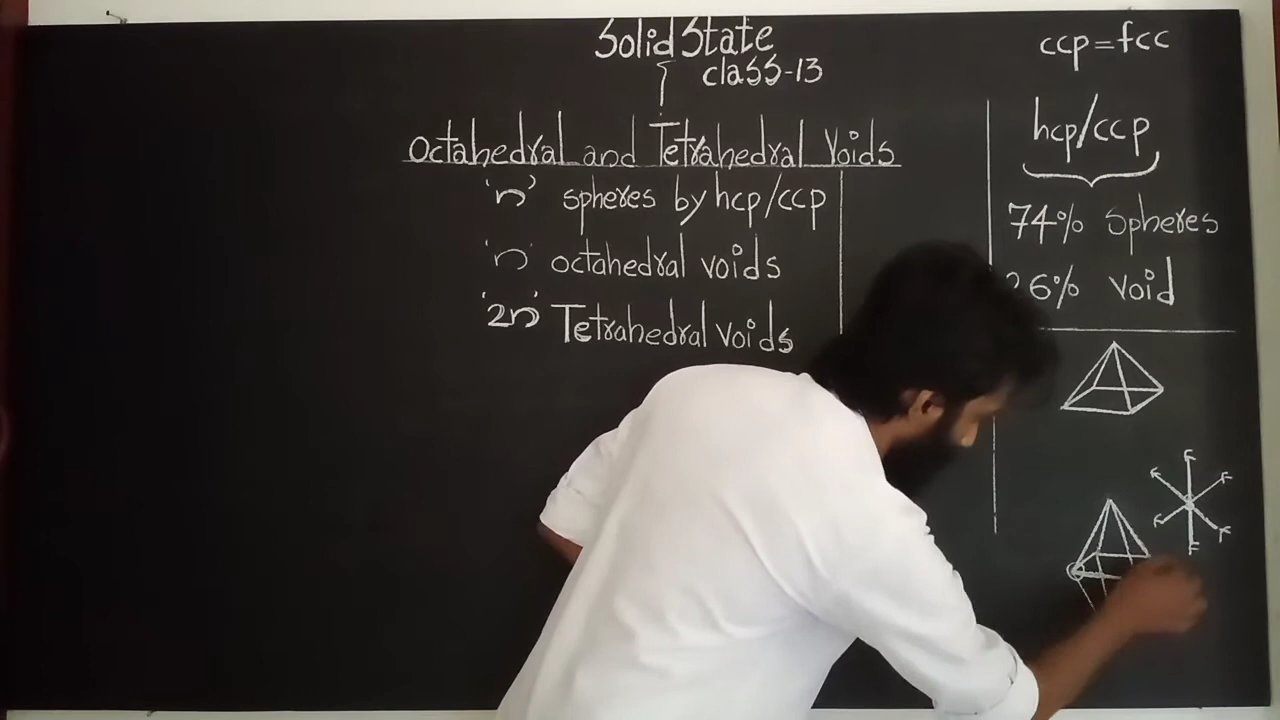 Solid State
class-13
Octahedral and Tetrahedral Voids
'n' spheres by hcp/ccp
'n' octahedral voids
'2n' Tetrahedral voids
ccp=fcc
hcp/ccp
74% spheres
26% void
F
F
F
F
F
F